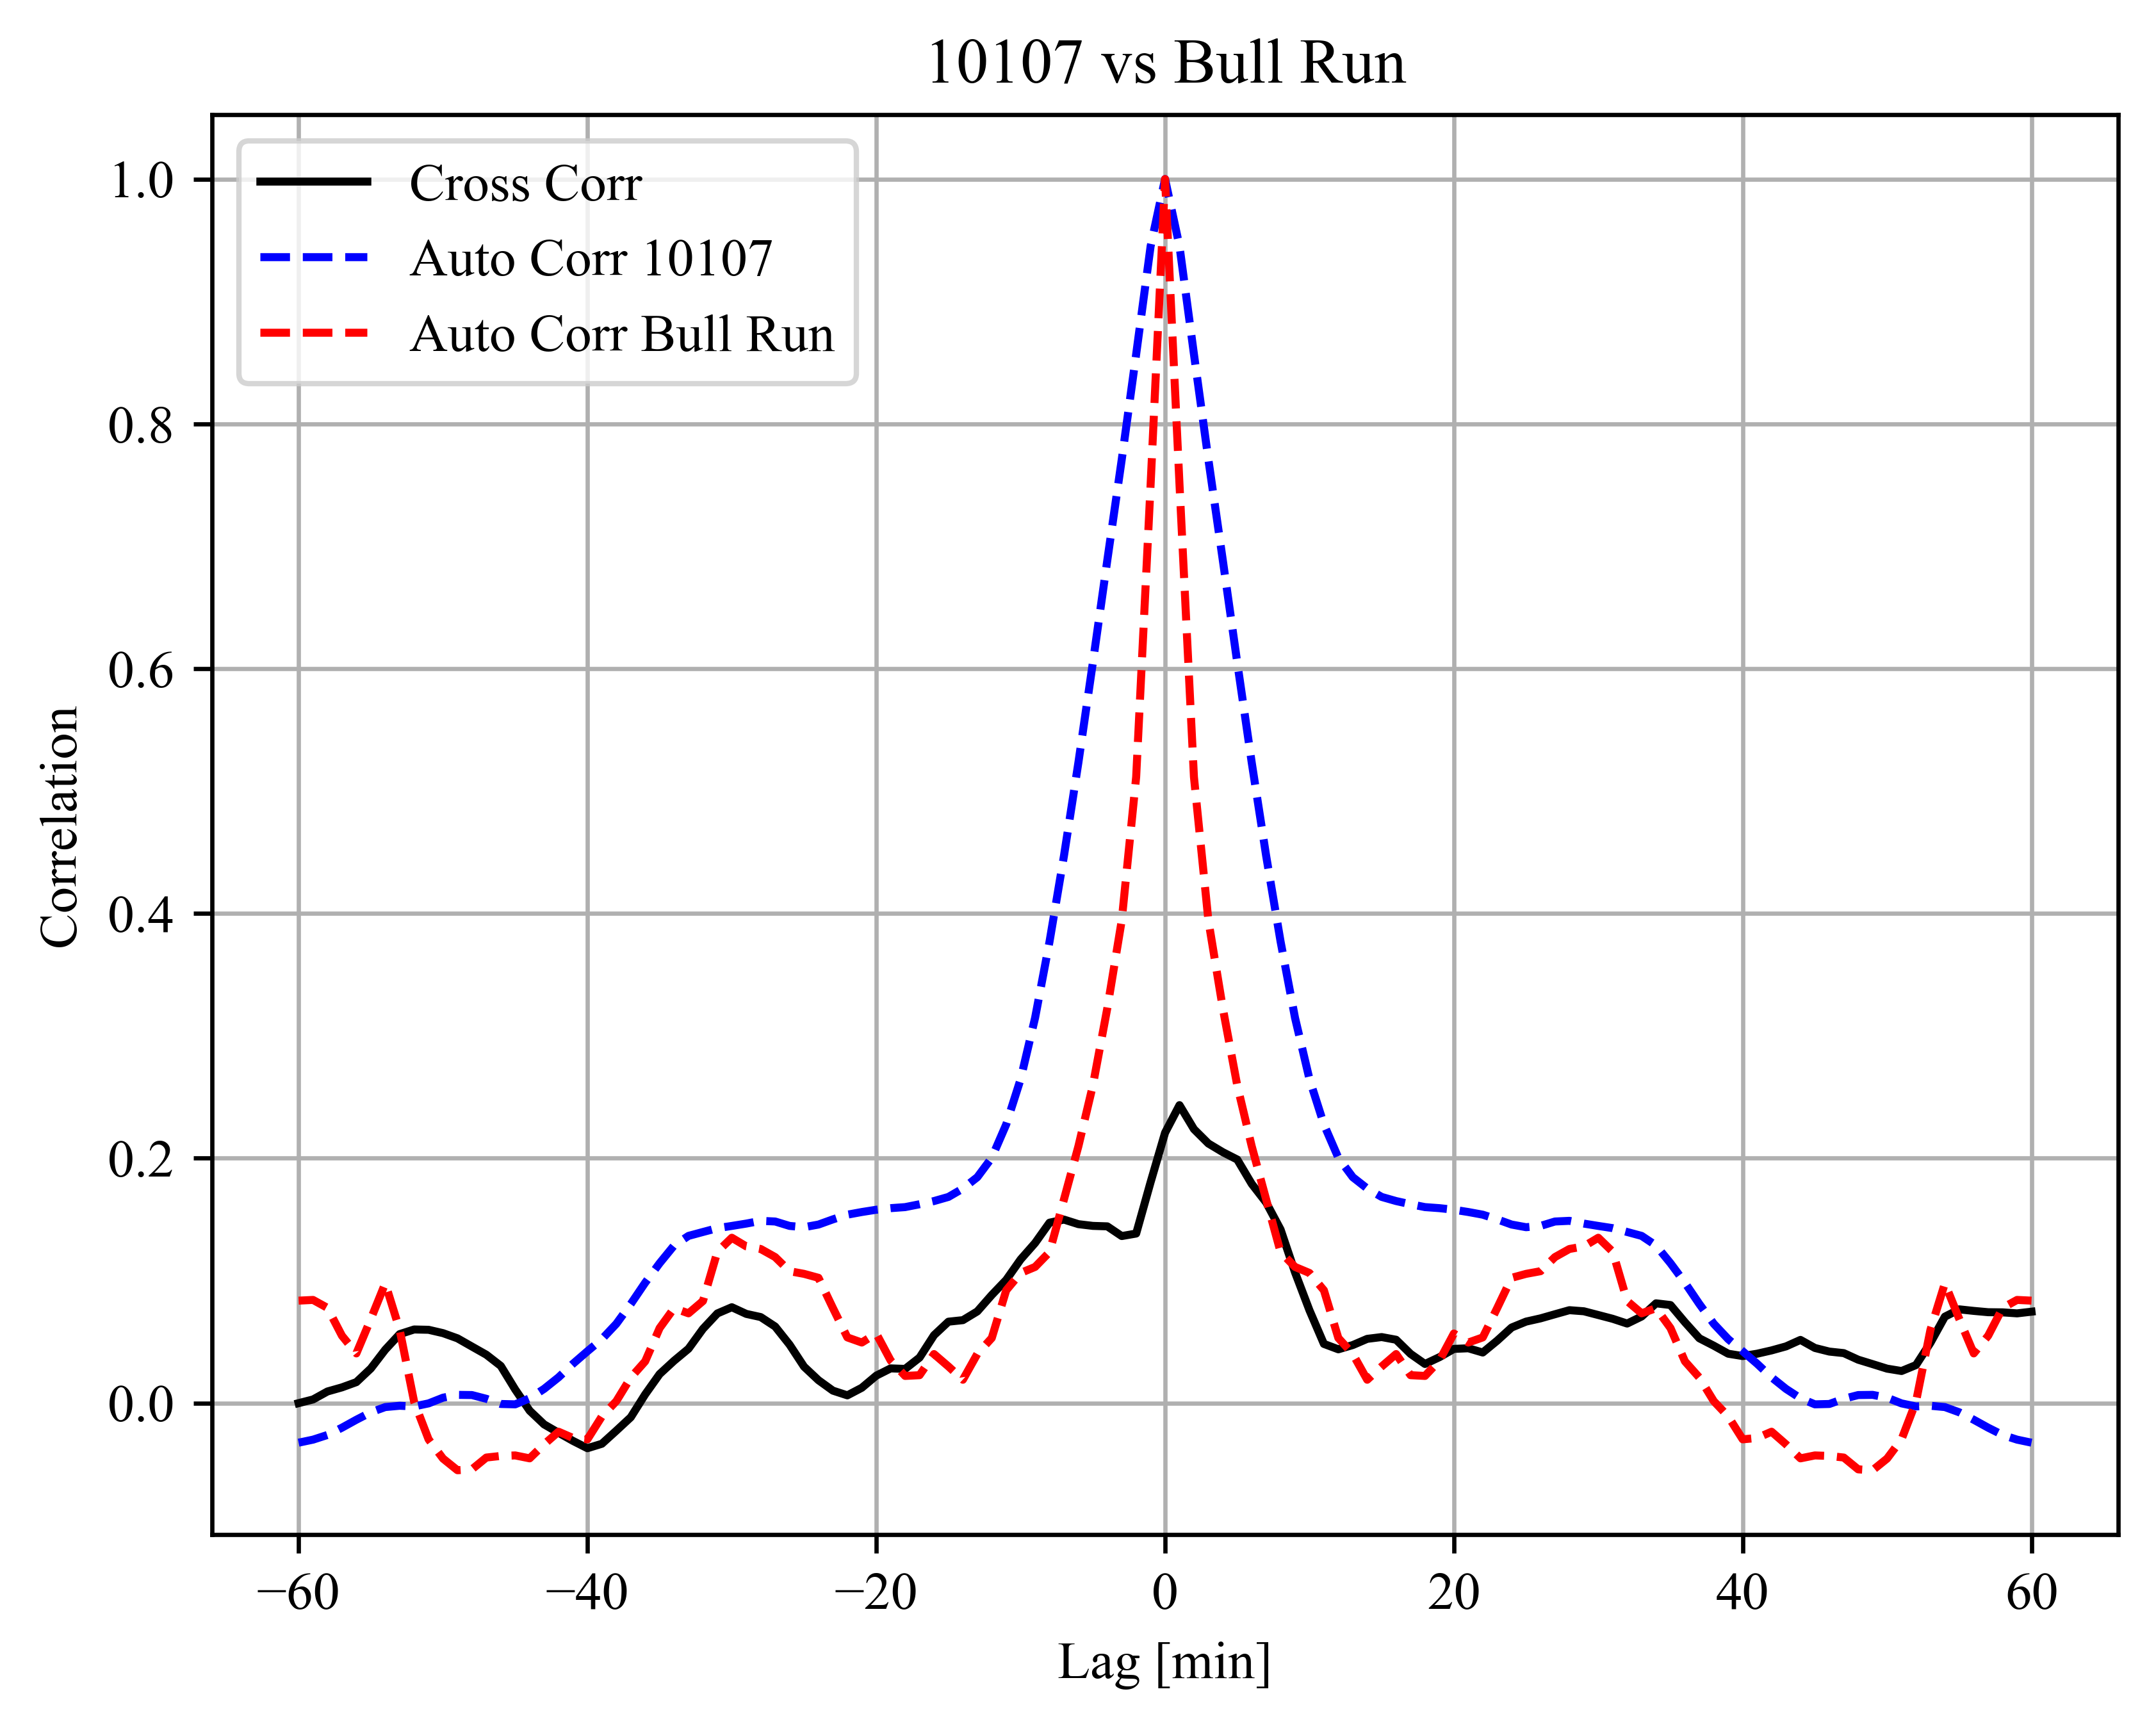 10107 vs Bull Run
Cross Corr
Auto Corr 10107
Auto Corr Bull Run
1.0
0.8
0.6
0.4
0.2
0.0
Correlation
−60 −40 −20 0 20 40 60
Lag [min]